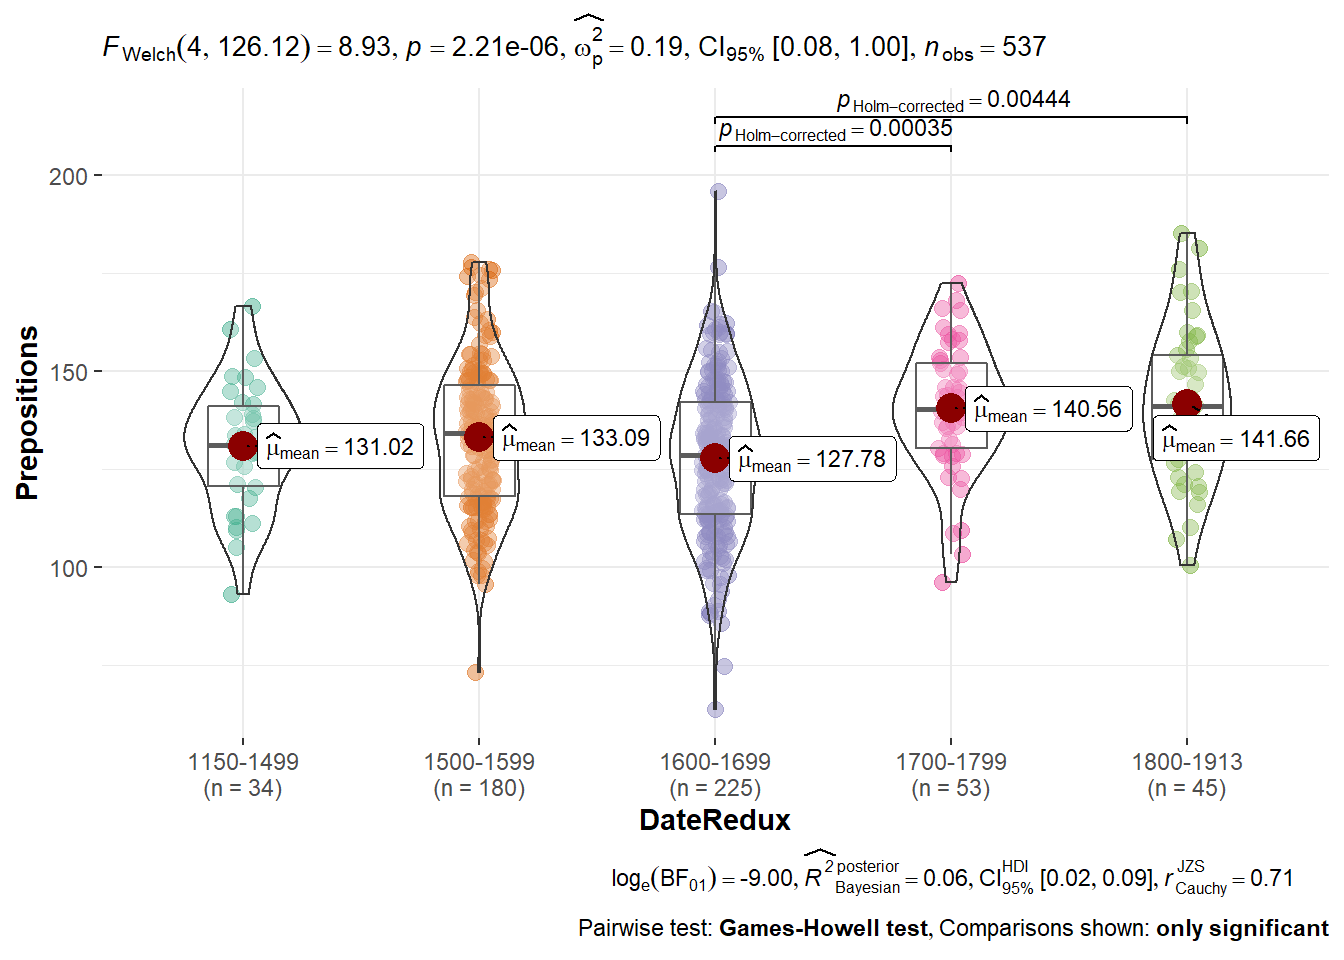 F Welch(4, 126.12) = 8.93, p = 2.21e-06, ω̂²p = 0.19, CI95% [0.08, 1.00], nobs = 537
pHolm−corrected = 0.00444
pHolm−corrected = 0.00035
200
150
100
Prepositions
μ̂mean = 131.02
μ̂mean = 133.09
μ̂mean = 127.78
μ̂mean = 140.56
μ̂mean = 141.66
1150-1499
(n = 34)
1500-1599
(n = 180)
1600-1699
(n = 225)
1700-1799
(n = 53)
1800-1913
(n = 45)
DateRedux
loge(BF01) = -9.00, R̂² posterior Bayesian = 0.06, CI HDI 95% [0.02, 0.09], r JZS Cauchy = 0.71
Pairwise test: Games-Howell test, Comparisons shown: only significant